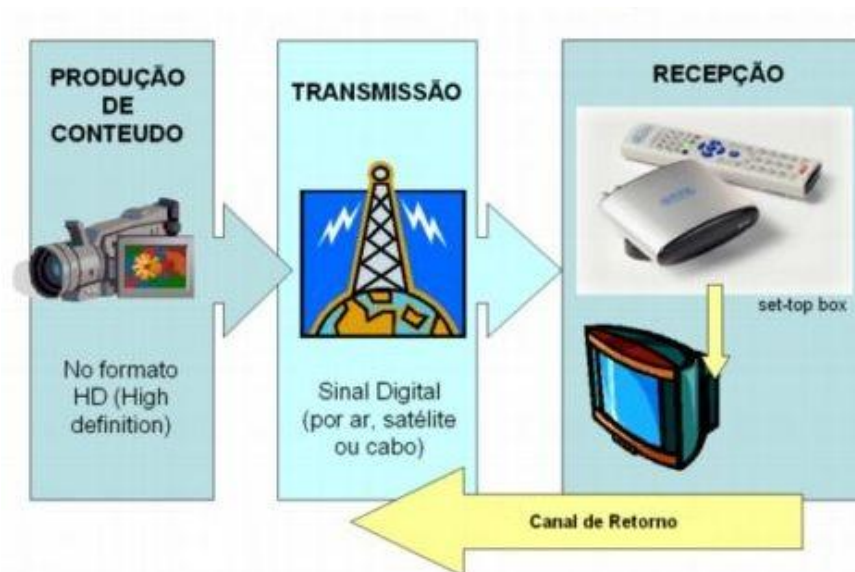 PRODUÇÃO
DE
CONTEUDO
No formato
HD (High
definition)
TRANSMISSÃO
Sinal Digital
(por ar, satélite
ou cabo)
RECEPÇÃO
set-top box
Canal de Retorno